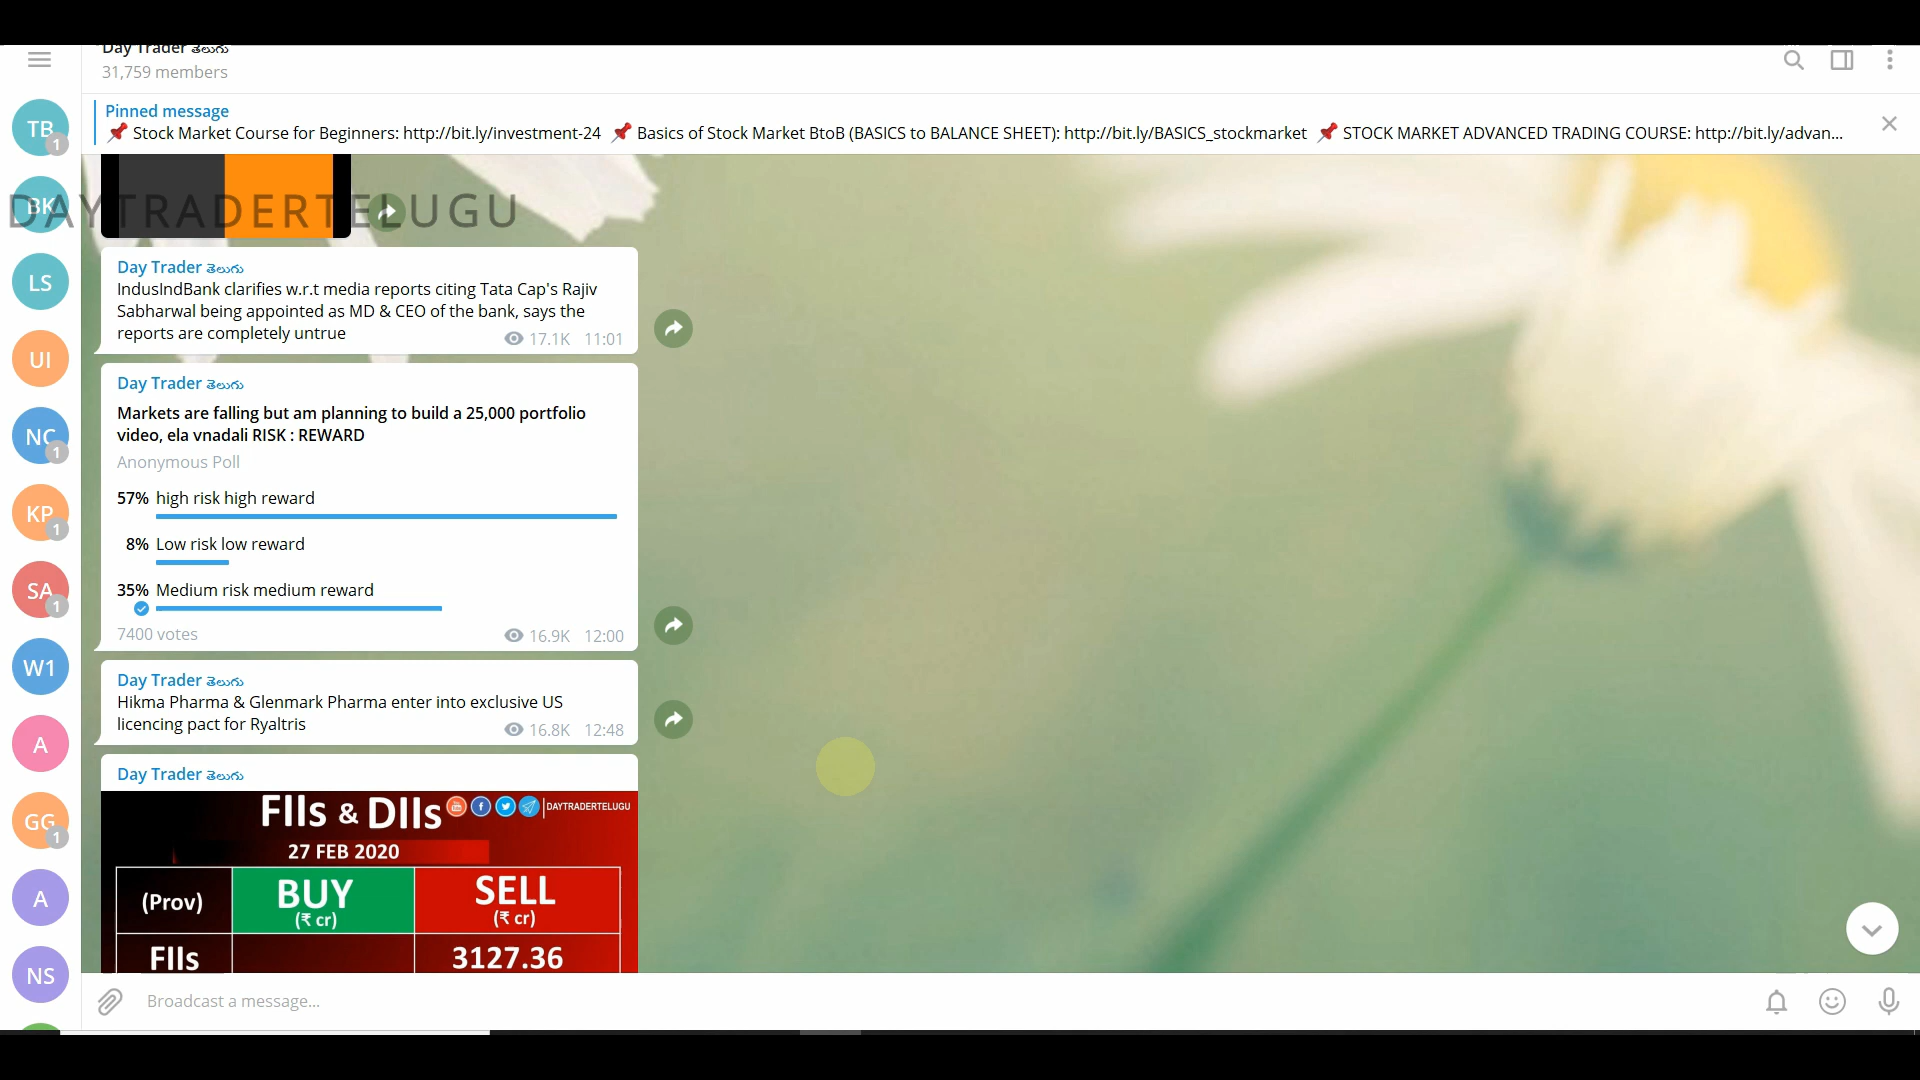 Day Trader తెలుగు
31,759 members
Pinned message
📌 Stock Market Course for Beginners: http://bit.ly/investment-24 📌 Basics of Stock Market BtoB (BASICS to BALANCE SHEET): http://bit.ly/BASICS_stockmarket 📌 STOCK MARKET ADVANCED TRADING COURSE: http://bit.ly/advan...
TB
1
BK
DAYTRADERTELUGU
LS
UI
NC
1
KP
1
SA
1
W1
A
GG
1
A
NS
Day Trader తెలుగు
IndusIndBank clarifies w.r.t media reports citing Tata Cap's Rajiv
Sabharwal being appointed as MD & CEO of the bank, says the
reports are completely untrue
17.1K 11:01
Day Trader తెలుగు
Markets are falling but am planning to build a 25,000 portfolio
video, ela vnadali RISK : REWARD
Anonymous Poll
57% high risk high reward
8% Low risk low reward
35% Medium risk medium reward
7400 votes 16.9K 12:00
Day Trader తెలుగు
Hikma Pharma & Glenmark Pharma enter into exclusive US
licencing pact for Ryaltris
16.8K 12:48
Day Trader తెలుగు
FIIs & DIIs
DAYTRADERTELUGU
27 FEB 2020
(Prov) BUY (₹ cr) SELL (₹ cr)
FIIs 3127.36
Broadcast a message...